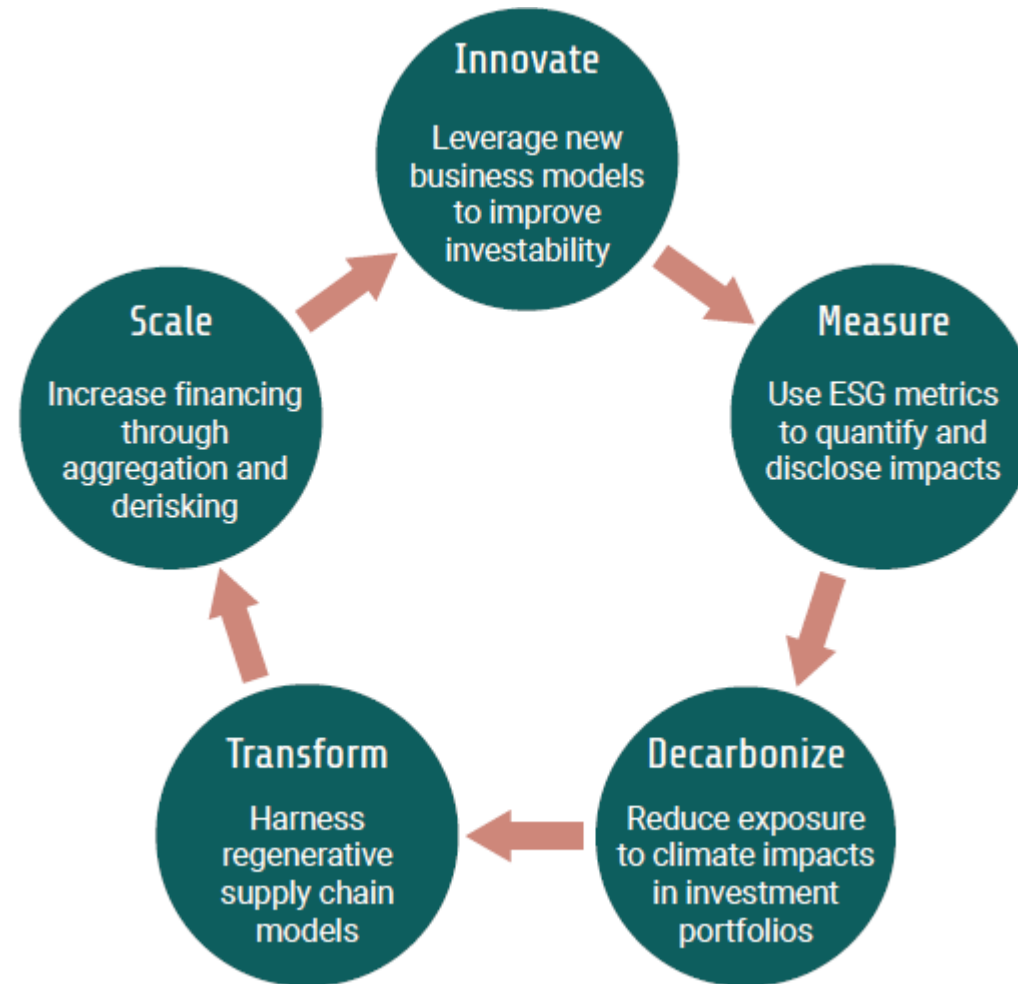 Innovate
Leverage new
business models
to improve
investability
Measure
Use ESG metrics
to quantify and
disclose impacts
Decarbonize
Reduce exposure
to climate impacts
in investment
portfolios
Transform
Harness
regenerative
supply chain
models
Scale
Increase financing
through
aggregation and
derisking